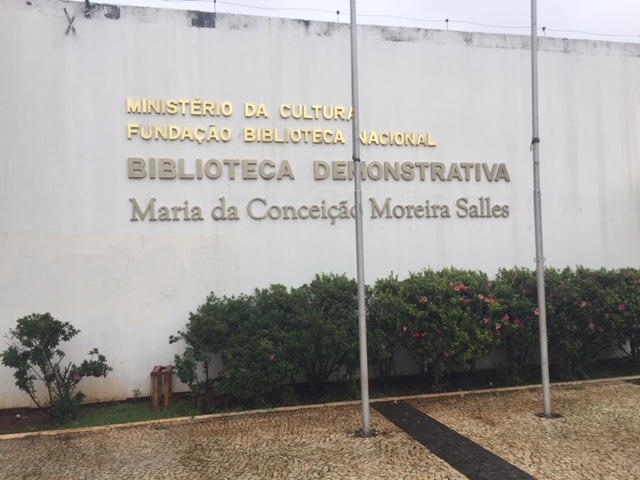 MINISTÉRIO DA CULTURA
FUNDAÇÃO BIBLIOTECA NACIONAL
BIBLIOTECA DEMONSTRATIVA
Maria da Conceição Moreira Salles